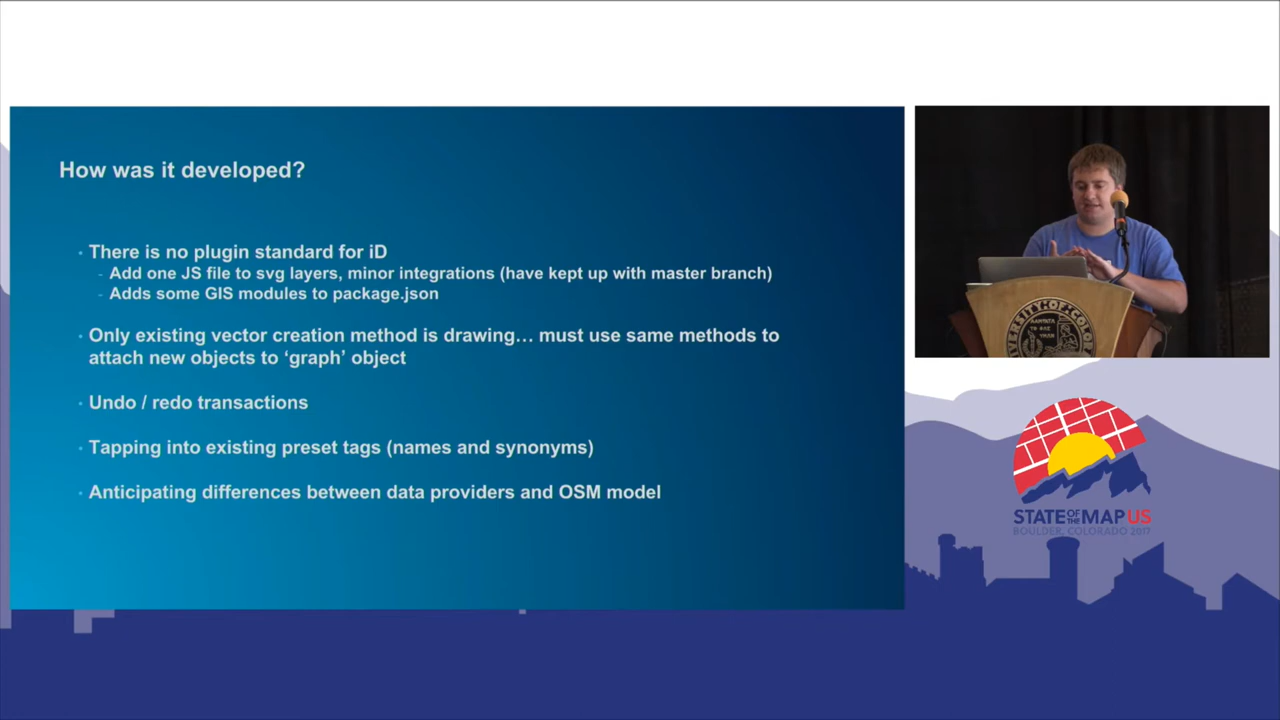 How was it developed?
There is no plugin standard for iD
- Add one JS file to svg layers, minor integrations (have kept up with master branch)
- Adds some GIS modules to package.json
Only existing vector creation method is drawing… must use same methods to
attach new objects to ‘graph’ object
Undo / redo transactions
Tapping into existing preset tags (names and synonyms)
Anticipating differences between data providers and OSM model
STATE OF THE MAP US
BOULDER, COLORADO 2017